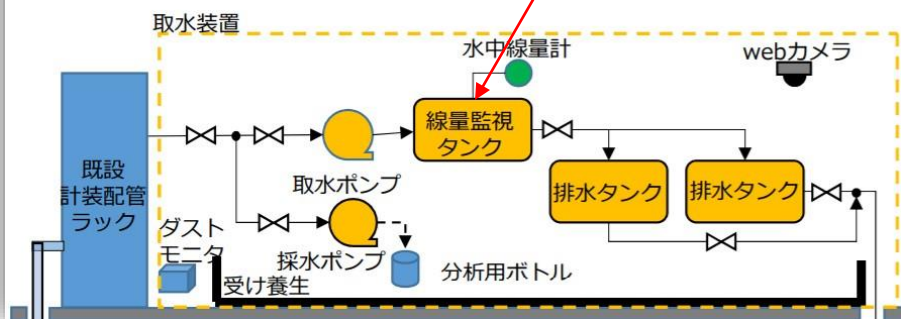 取水装置
水中線量計
webカメラ
線量監視
タンク
既設
計装配管
ラック
取水ポンプ
排水タンク
排水タンク
ダスト
モニタ
採水ポンプ
分析用ボトル
受け養生